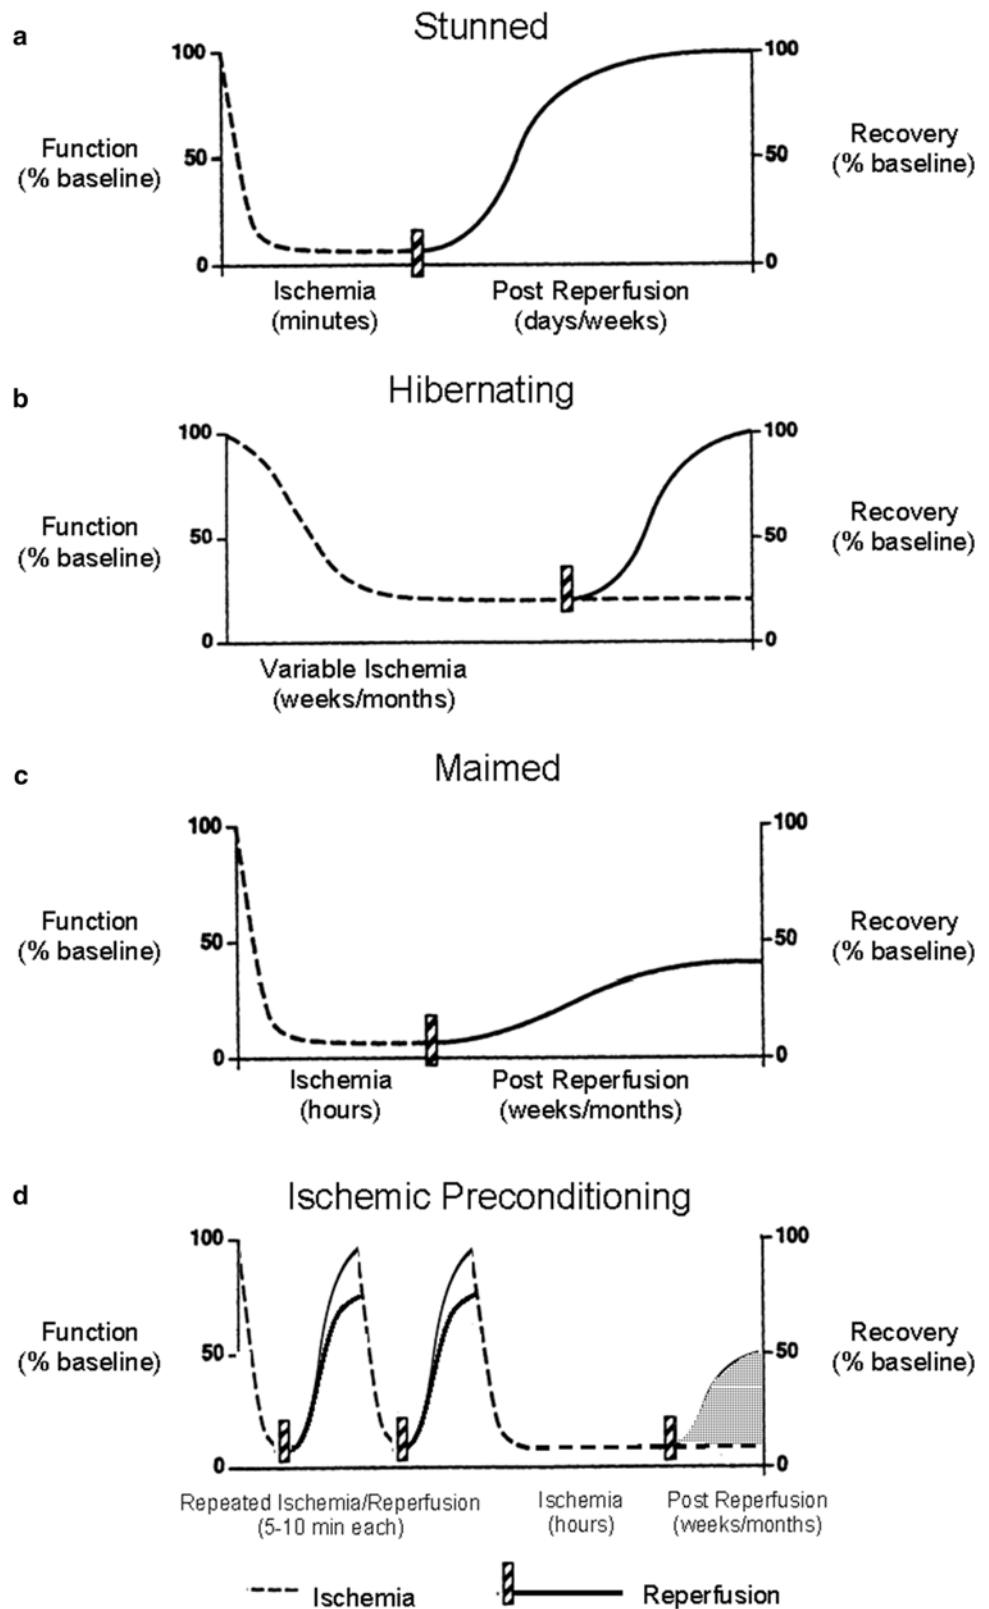 a
Stunned
100
100
Function
(% baseline)
50
50
Recovery
(% baseline)
0
0
Ischemia
(minutes)
Post Reperfusion
(days/weeks)
b
Hibernating
100
100
Function
(% baseline)
50
50
Recovery
(% baseline)
0
0
Variable Ischemia
(weeks/months)
c
Maimed
100
100
Function
(% baseline)
50
50
Recovery
(% baseline)
0
0
Ischemia
(hours)
Post Reperfusion
(weeks/months)
d
Ischemic Preconditioning
100
100
Function
(% baseline)
50
50
Recovery
(% baseline)
0
0
Repeated Ischemia/Reperfusion
(5-10 min each)
Ischemia
(hours)
Post Reperfusion
(weeks/months)
Ischemia
Reperfusion